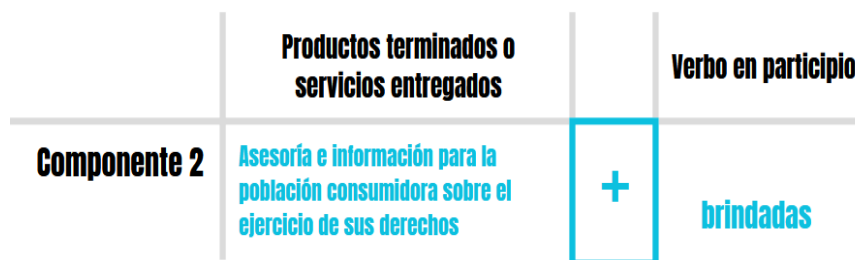 Productos terminados o
servicios entregados
Verbo en participio
Componente 2
Asesoría e información para la
población consumidora sobre el
ejercicio de sus derechos
+
brindadas